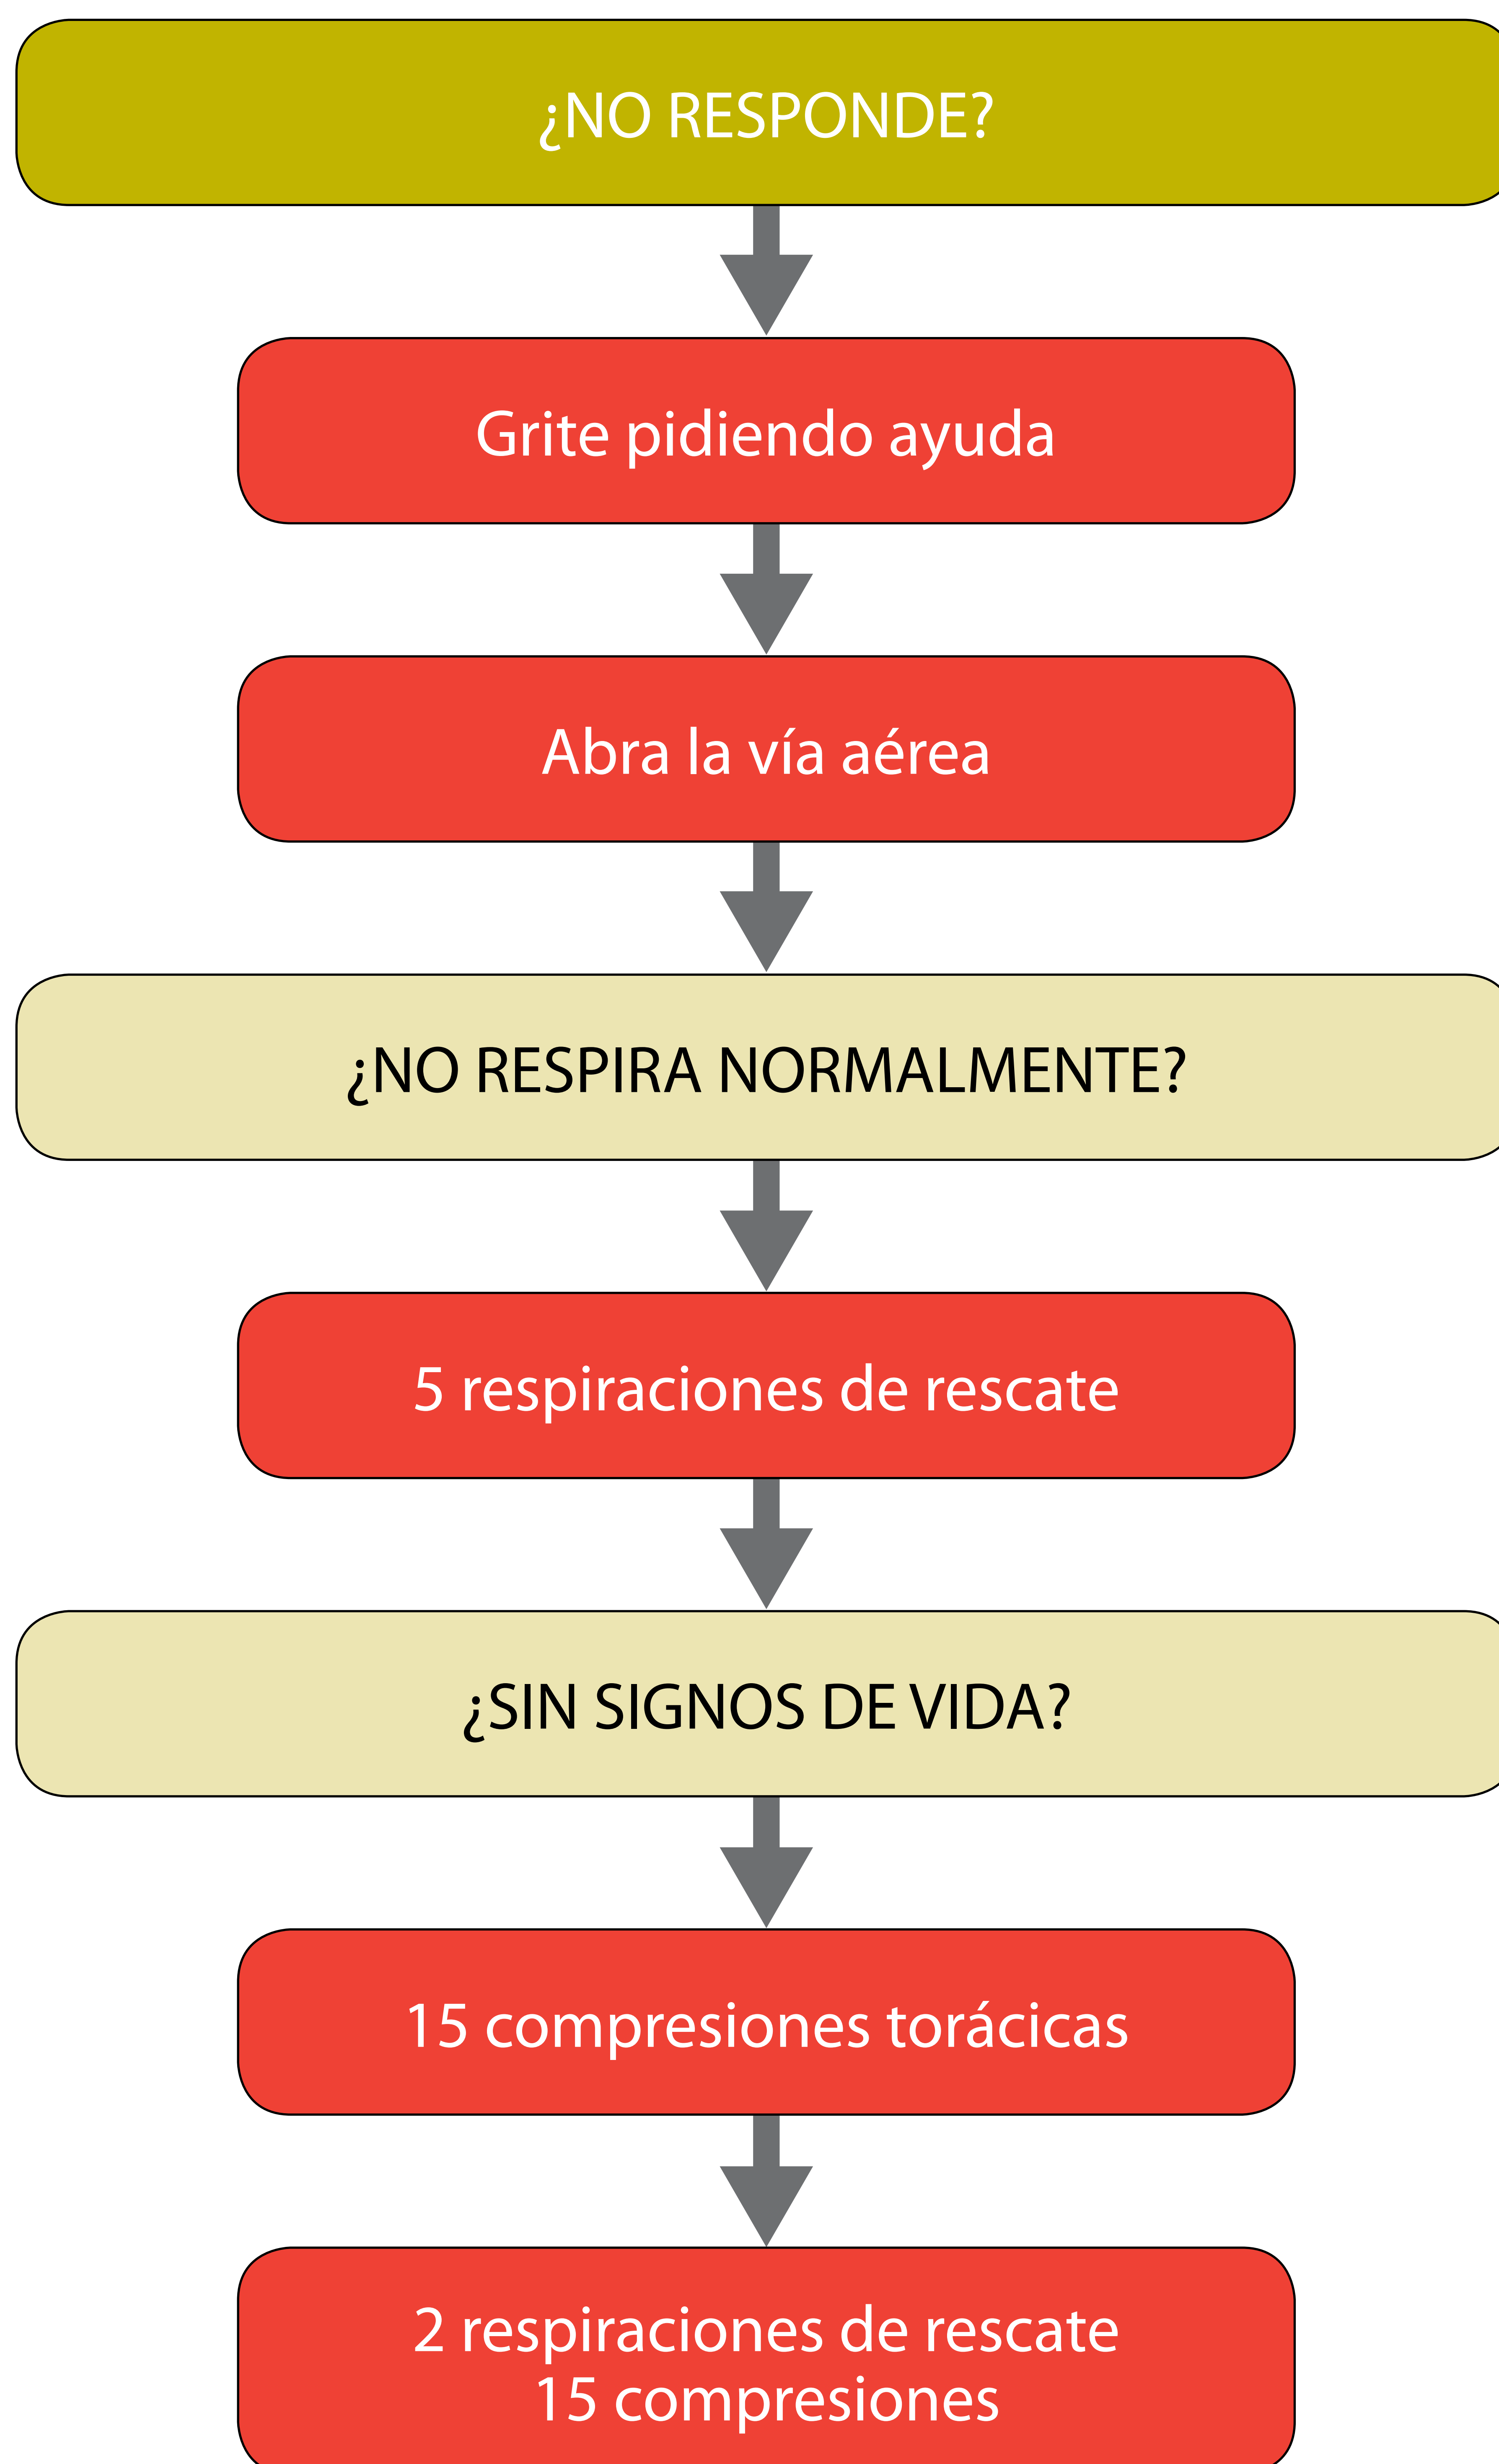 ¿NO RESPONDE?
Grite pidiendo ayuda
Abra la vía aérea
¿NO RESPIRA NORMALMENTE?
5 respiraciones de rescate
¿SIN SIGNOS DE VIDA?
15 compresiones torácicas
2 respiraciones de rescate
15 compresiones